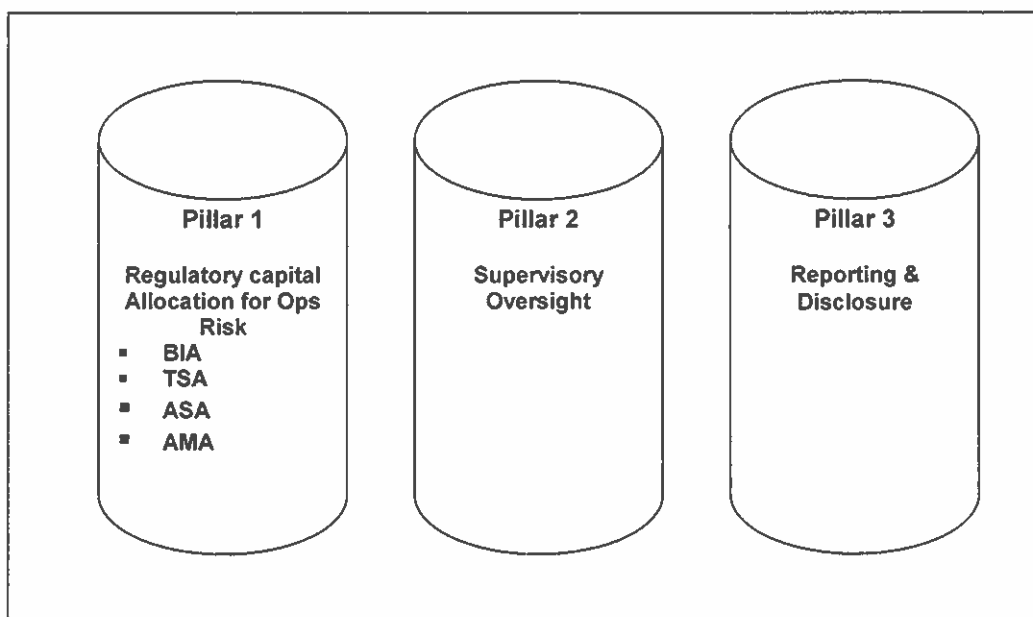 Pillar 1
Regulatory capital
Allocation for Ops
Risk
▪ BIA
▪ TSA
▪ ASA
▪ AMA
Pillar 2
Supervisory
Oversight
Pillar 3
Reporting &
Disclosure